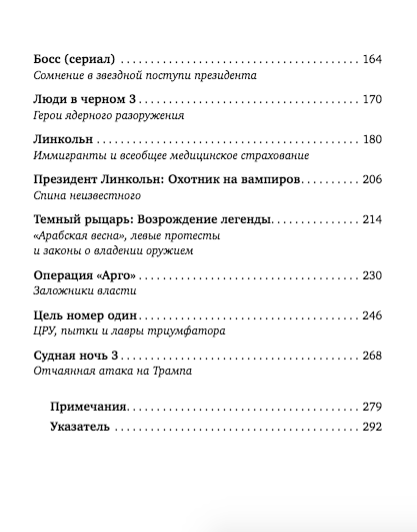 Босс (сериал) . . . . . . . . . . . . . . . . . . . . . . . . . . . . . . . . . . . 164
Сомнение в звездной поступи президента
Люди в черном 3 . . . . . . . . . . . . . . . . . . . . . . . . . . . . . . . . 170
Герои ядерного разоружения
Линкольн . . . . . . . . . . . . . . . . . . . . . . . . . . . . . . . . . . . . . . 180
Иммигранты и всеобщее медицинское страхование
Президент Линкольн: Охотник на вампиров. . . . . . . . . 206
Спина неизвестного
Темный рыцарь: Возрождение легенды. . . . . . . . . . . . . 214
«Арабская весна», левые протесты
и законы о владении оружием
Операция «Арго» . . . . . . . . . . . . . . . . . . . . . . . . . . . . . . . . 230
Заложники власти
Цель номер один . . . . . . . . . . . . . . . . . . . . . . . . . . . . . . . . 246
ЦРУ, пытки и лавры триумфатора
Судная ночь 3 . . . . . . . . . . . . . . . . . . . . . . . . . . . . . . . . . . . 268
Отчаянная атака на Трампа
Примечания. . . . . . . . . . . . . . . . . . . . . . . . . . . . . . . . . . 279
Указатель . . . . . . . . . . . . . . . . . . . . . . . . . . . . . . . . . . . 292